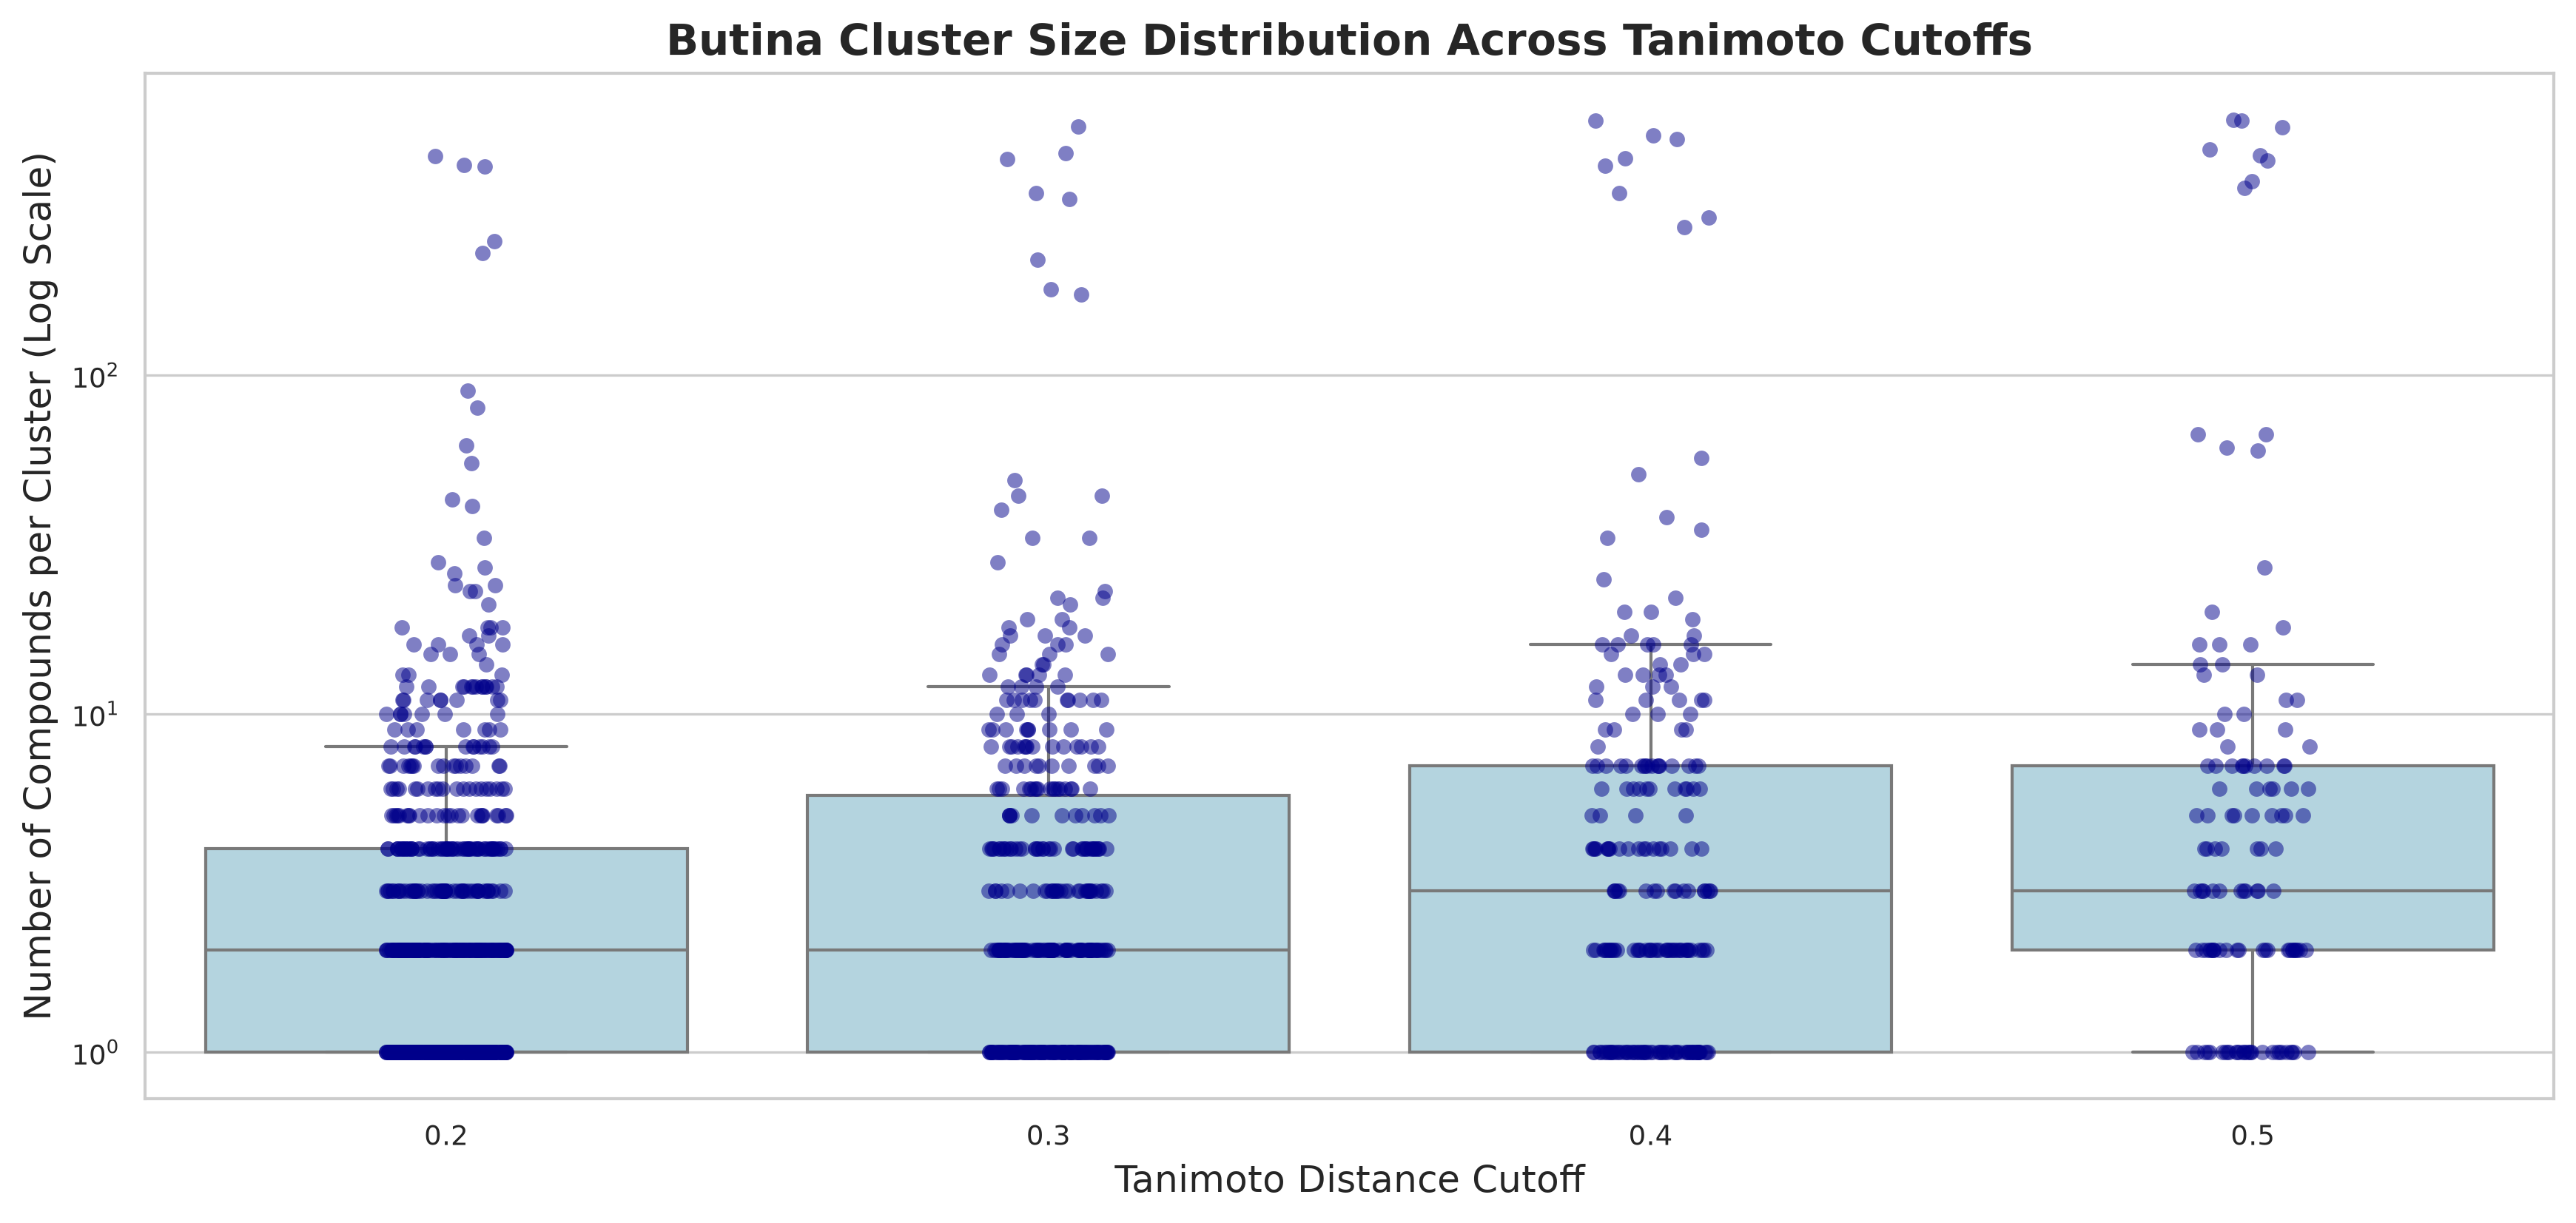 Butina Cluster Size Distribution Across Tanimoto Cutoffs
Number of Compounds per Cluster (Log Scale)
10²
10¹
10⁰
0.2 0.3 0.4 0.5
Tanimoto Distance Cutoff